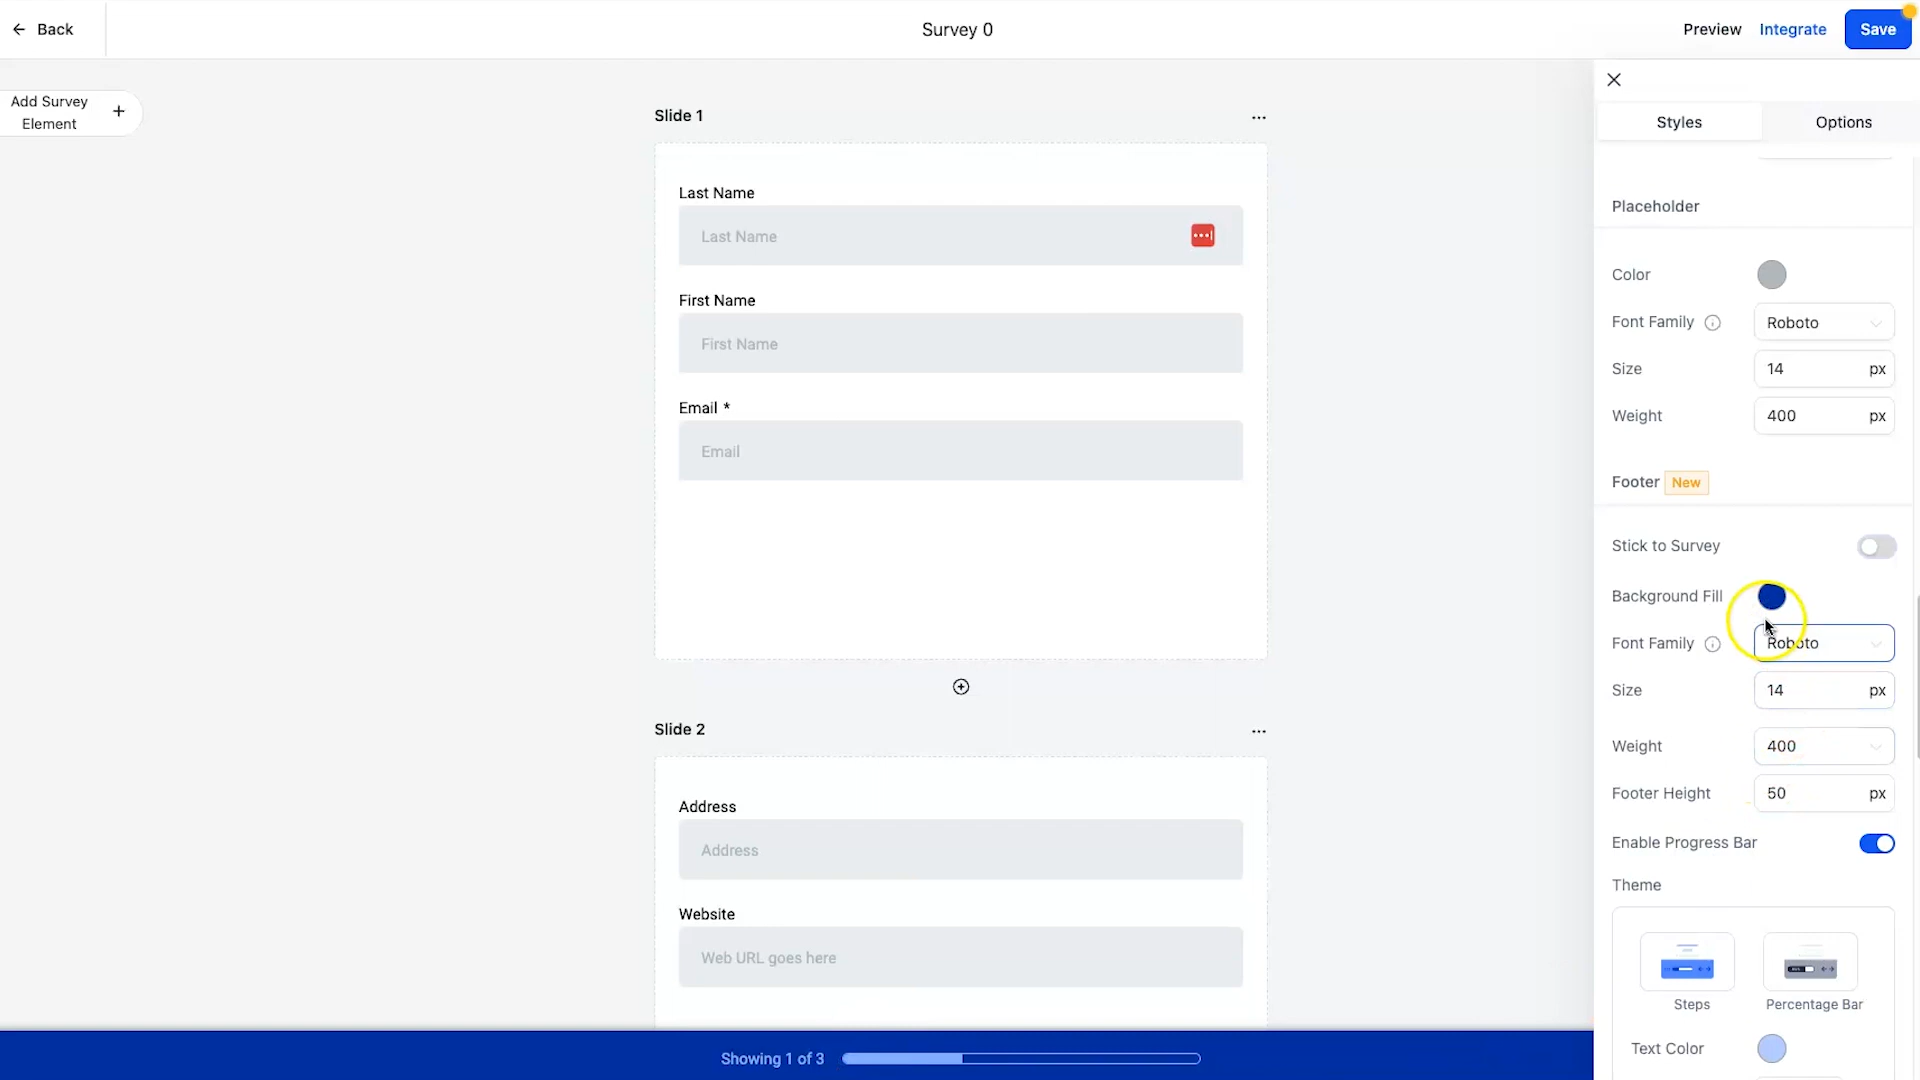 Back
Survey 0
Preview
Integrate
Save
Add Survey
Element
Slide 1
Last Name
Last Name
First Name
First Name
Email *
Email
Slide 2
Address
Address
Website
Web URL goes here
Showing 1 of 3
Styles
Options
Placeholder
Color
Font Family
Roboto
Size
14 px
Weight
400 px
Footer New
Stick to Survey
Background Fill
Font Family
Roboto
Size
14 px
Weight
400
Footer Height
50 px
Enable Progress Bar
Theme
Steps
Percentage Bar
Text Color